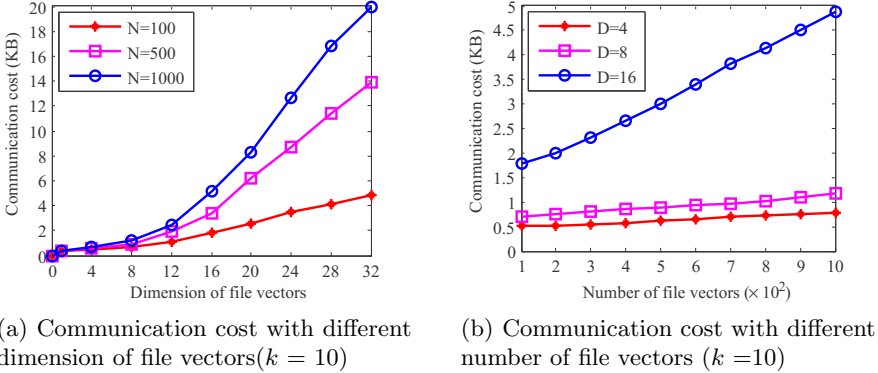 20
18
16
14
12
10
8
6
4
2
0
Communication cost (KB)
N=100
N=500
N=1000
0 4 8 12 16 20 24 28 32
Dimension of file vectors
5
4.5
4
3.5
3
2.5
2
1.5
1
0.5
0
Communication cost (KB)
D=4
D=8
D=16
1 2 3 4 5 6 7 8 9 10
Number of file vectors (×10²)
(a) Communication cost with different
dimension of file vectors(k = 10)
(b) Communication cost with different
number of file vectors (k =10)